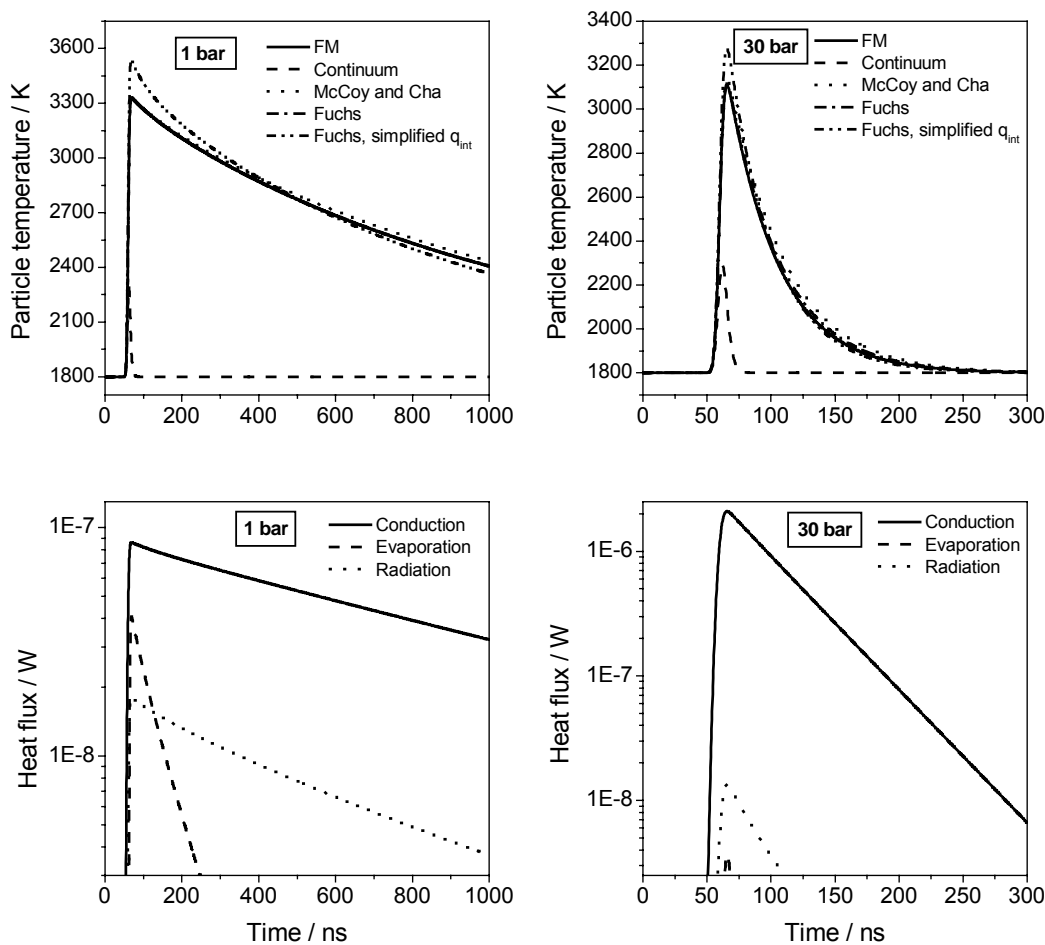 1 bar
FM
Continuum
McCoy and Cha
Fuchs
Fuchs, simplified q_int
Particle temperature / K
3600
3300
3000
2700
2400
2100
1800
0 200 400 600 800 1000
30 bar
FM
Continuum
McCoy and Cha
Fuchs
Fuchs, simplified q_int
Particle temperature / K
3400
3200
3000
2800
2600
2400
2200
2000
1800
0 50 100 150 200 250 300
1 bar
Conduction
Evaporation
Radiation
Heat flux / W
1E-7
1E-8
0 200 400 600 800 1000
Time / ns
30 bar
Conduction
Evaporation
Radiation
Heat flux / W
1E-6
1E-7
1E-8
0 50 100 150 200 250 300
Time / ns